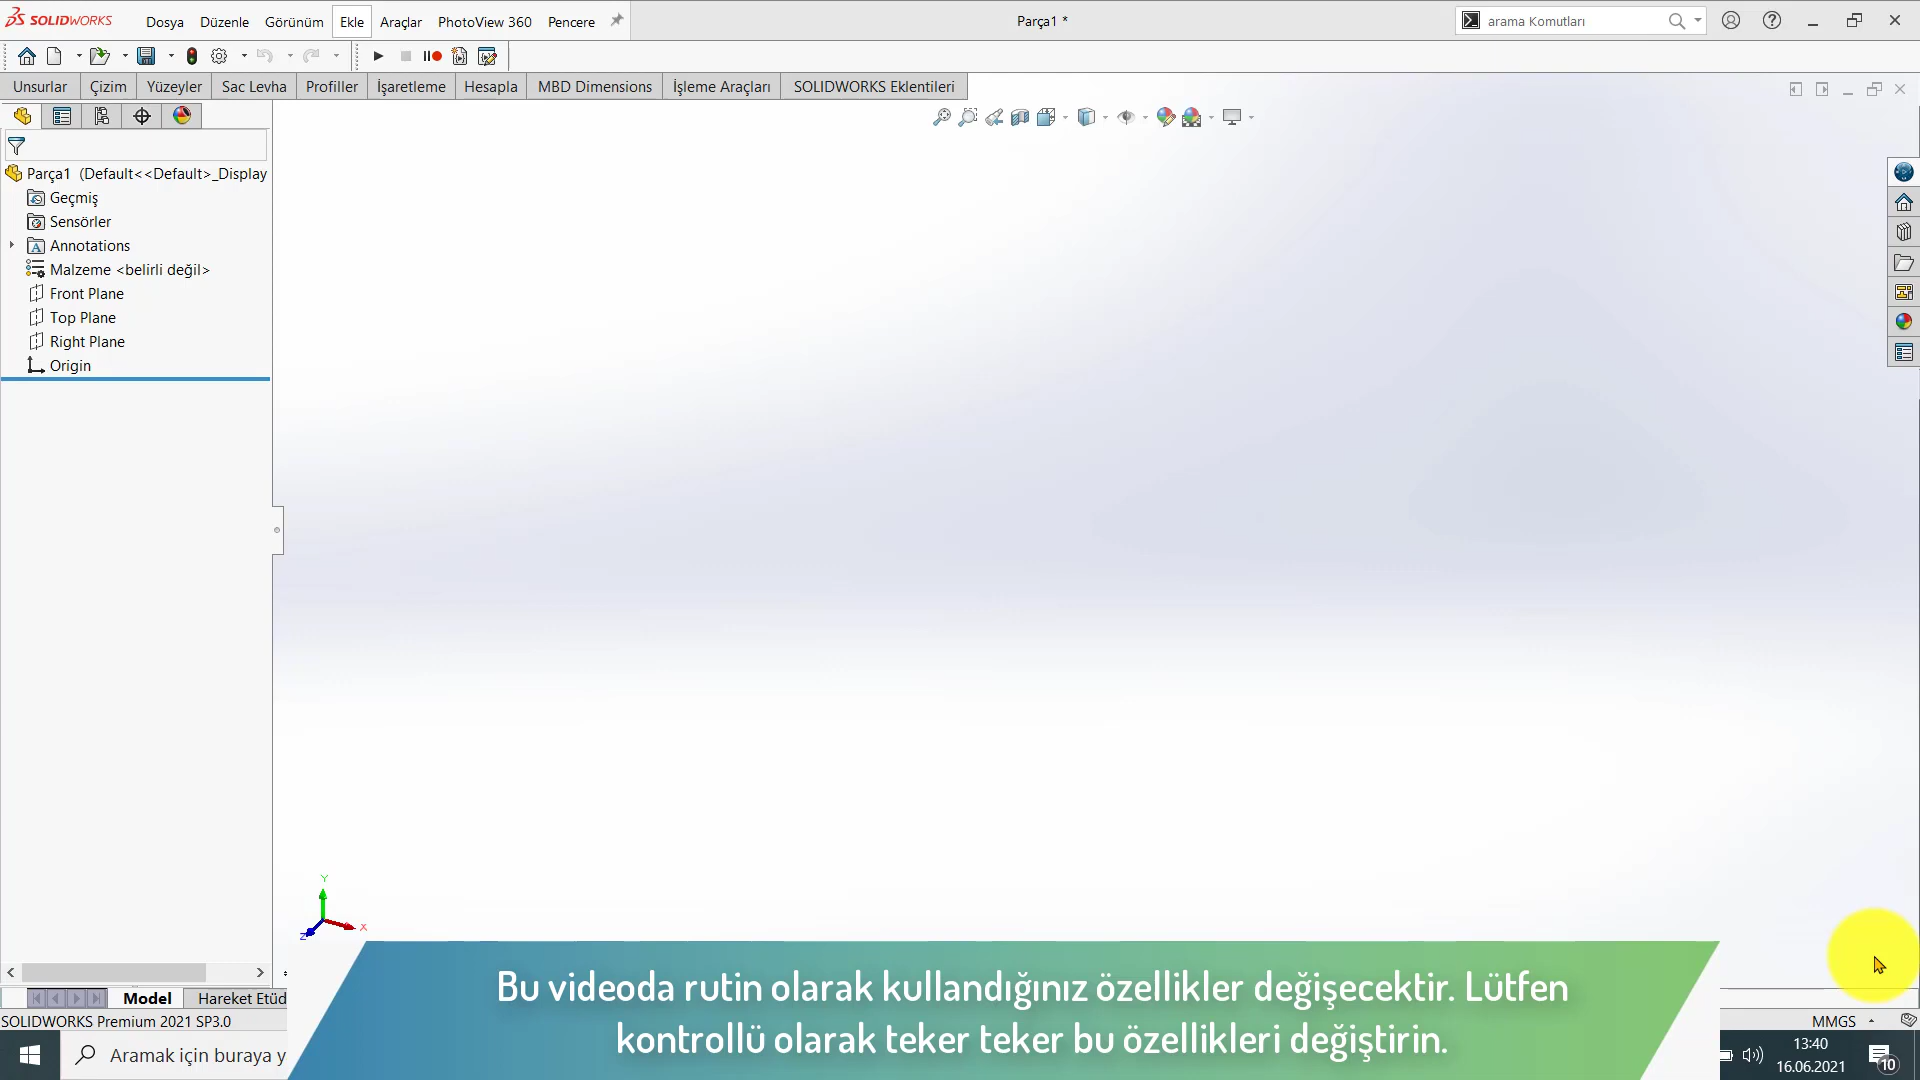 SOLIDWORKS
Dosya Düzenle Görünüm Ekle Araçlar PhotoView 360 Pencere
Parça1 *
arama Komutları
Unsurlar Çizim Yüzeyler Sac Levha Profiller İşaretleme Hesapla MBD Dimensions İşleme Araçları SOLIDWORKS Eklentileri
Parça1 (Default<<Default>_Display
Geçmiş
Sensörler
Annotations
Malzeme <belirli değil>
Front Plane
Top Plane
Right Plane
Origin
Y
X
Z
Model Hareket Etüd
SOLIDWORKS Premium 2021 SP3.0
MMGS
Aramak için buraya y
Bu videoda rutin olarak kullandığınız özellikler değişecektir. Lütfen
kontrollü olarak teker teker bu özellikleri değiştirin.
13:40
16.06.2021
10